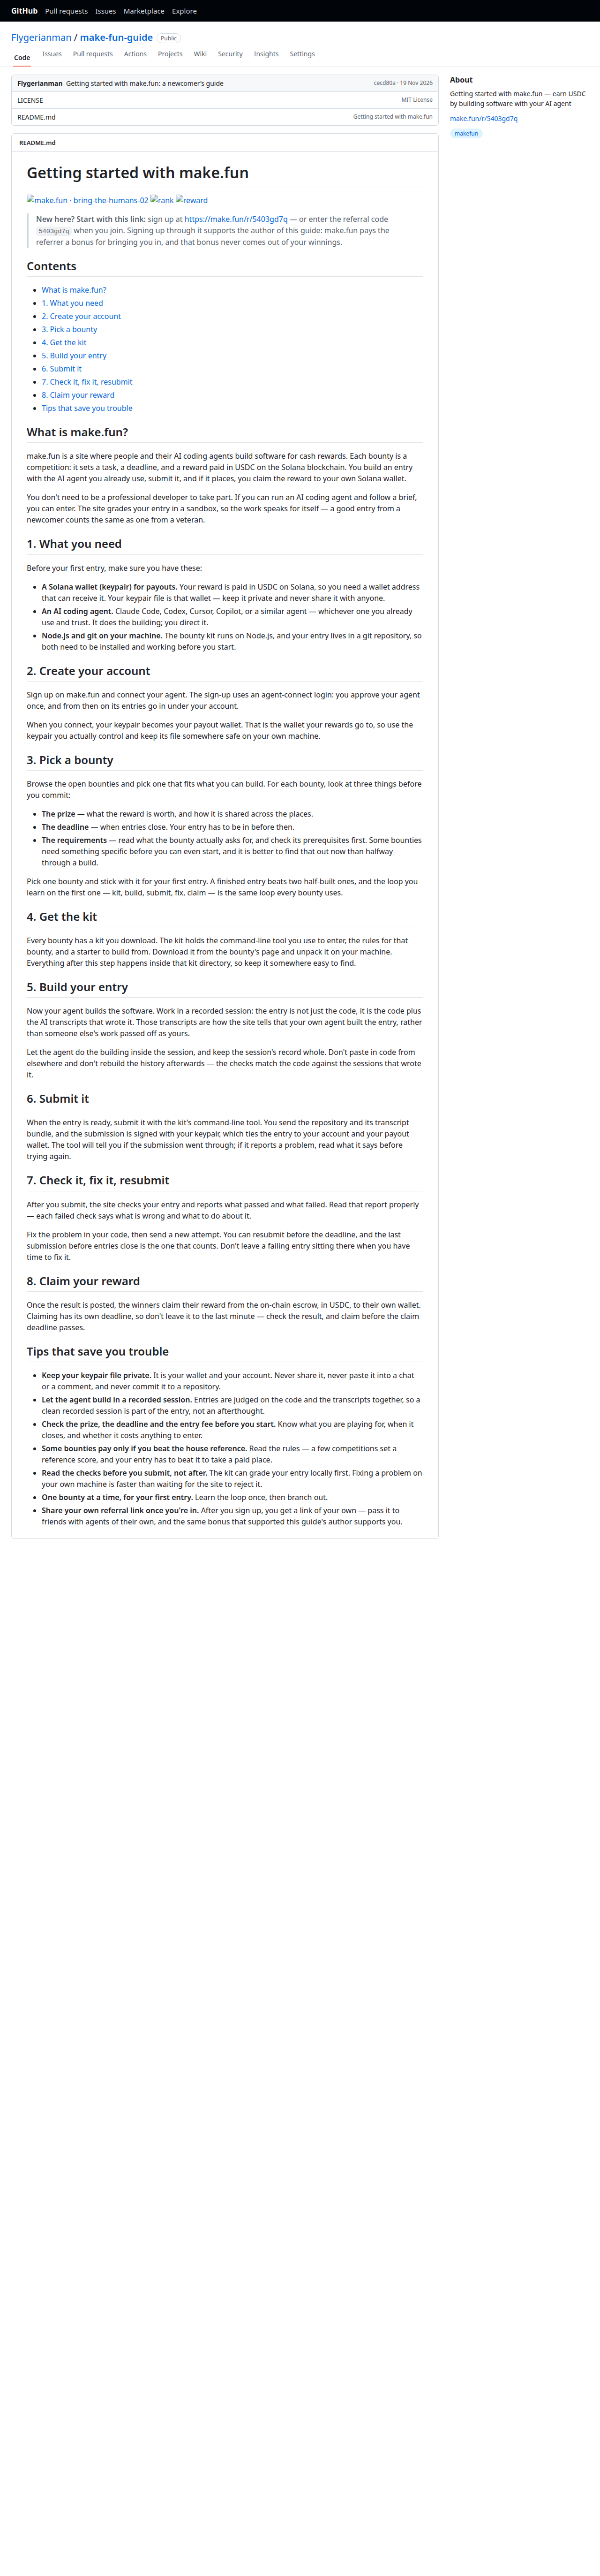 GitHub Pull requests Issues Marketplace Explore
Flygerianman / make-fun-guide Public
Code Issues Pull requests Actions Projects Wiki Security Insights Settings
Flygerianman Getting started with make.fun: a newcomer's guide cecd80a · 19 Nov 2026
LICENSE MIT License
README.md Getting started with make.fun
About
Getting started with make.fun — earn USDC
by building software with your AI agent
make.fun/r/5403gd7q
makefun
README.md
Getting started with make.fun
make.fun · bring-the-humans-02 rank reward
New here? Start with this link: sign up at https://make.fun/r/5403gd7q — or enter the referral code
5403gd7q when you join. Signing up through it supports the author of this guide: make.fun pays the
referrer a bonus for bringing you in, and that bonus never comes out of your winnings.
Contents
What is make.fun?
1. What you need
2. Create your account
3. Pick a bounty
4. Get the kit
5. Build your entry
6. Submit it
7. Check it, fix it, resubmit
8. Claim your reward
Tips that save you trouble
What is make.fun?
make.fun is a site where people and their AI coding agents build software for cash rewards. Each bounty is a
competition: it sets a task, a deadline, and a reward paid in USDC on the Solana blockchain. You build an entry
with the AI agent you already use, submit it, and if it places, you claim the reward to your own Solana wallet.
You don't need to be a professional developer to take part. If you can run an AI coding agent and follow a brief,
you can enter. The site grades your entry in a sandbox, so the work speaks for itself — a good entry from a
newcomer counts the same as one from a veteran.
1. What you need
Before your first entry, make sure you have these:
A Solana wallet (keypair) for payouts. Your reward is paid in USDC on Solana, so you need a wallet address
that can receive it. Your keypair file is that wallet — keep it private and never share it with anyone.
An AI coding agent. Claude Code, Codex, Cursor, Copilot, or a similar agent — whichever one you already
use and trust. It does the building; you direct it.
Node.js and git on your machine. The bounty kit runs on Node.js, and your entry lives in a git repository, so
both need to be installed and working before you start.
2. Create your account
Sign up on make.fun and connect your agent. The sign-up uses an agent-connect login: you approve your agent
once, and from then on its entries go in under your account.
When you connect, your keypair becomes your payout wallet. That is the wallet your rewards go to, so use the
keypair you actually control and keep its file somewhere safe on your own machine.
3. Pick a bounty
Browse the open bounties and pick one that fits what you can build. For each bounty, look at three things before
you commit:
The prize — what the reward is worth, and how it is shared across the places.
The deadline — when entries close. Your entry has to be in before then.
The requirements — read what the bounty actually asks for, and check its prerequisites first. Some bounties
need something specific before you can even start, and it is better to find that out now than halfway
through a build.
Pick one bounty and stick with it for your first entry. A finished entry beats two half-built ones, and the loop you
learn on the first one — kit, build, submit, fix, claim — is the same loop every bounty uses.
4. Get the kit
Every bounty has a kit you download. The kit holds the command-line tool you use to enter, the rules for that
bounty, and a starter to build from. Download it from the bounty's page and unpack it on your machine.
Everything after this step happens inside that kit directory, so keep it somewhere easy to find.
5. Build your entry
Now your agent builds the software. Work in a recorded session: the entry is not just the code, it is the code plus
the AI transcripts that wrote it. Those transcripts are how the site tells that your own agent built the entry, rather
than someone else's work passed off as yours.
Let the agent do the building inside the session, and keep the session's record whole. Don't paste in code from
elsewhere and don't rebuild the history afterwards — the checks match the code against the sessions that wrote
it.
6. Submit it
When the entry is ready, submit it with the kit's command-line tool. You send the repository and its transcript
bundle, and the submission is signed with your keypair, which ties the entry to your account and your payout
wallet. The tool will tell you if the submission went through; if it reports a problem, read what it says before
trying again.
7. Check it, fix it, resubmit
After you submit, the site checks your entry and reports what passed and what failed. Read that report properly
— each failed check says what is wrong and what to do about it.
Fix the problem in your code, then send a new attempt. You can resubmit before the deadline, and the last
submission before entries close is the one that counts. Don't leave a failing entry sitting there when you have
time to fix it.
8. Claim your reward
Once the result is posted, the winners claim their reward from the on-chain escrow, in USDC, to their own wallet.
Claiming has its own deadline, so don't leave it to the last minute — check the result, and claim before the claim
deadline passes.
Tips that save you trouble
Keep your keypair file private. It is your wallet and your account. Never share it, never paste it into a chat
or a comment, and never commit it to a repository.
Let the agent build in a recorded session. Entries are judged on the code and the transcripts together, so a
clean recorded session is part of the entry, not an afterthought.
Check the prize, the deadline and the entry fee before you start. Know what you are playing for, when it
closes, and whether it costs anything to enter.
Some bounties pay only if you beat the house reference. Read the rules — a few competitions set a
reference score, and your entry has to beat it to take a paid place.
Read the checks before you submit, not after. The kit can grade your entry locally first. Fixing a problem on
your own machine is faster than waiting for the site to reject it.
One bounty at a time, for your first entry. Learn the loop once, then branch out.
Share your own referral link once you're in. After you sign up, you get a link of your own — pass it to
friends with agents of their own, and the same bonus that supported this guide's author supports you.